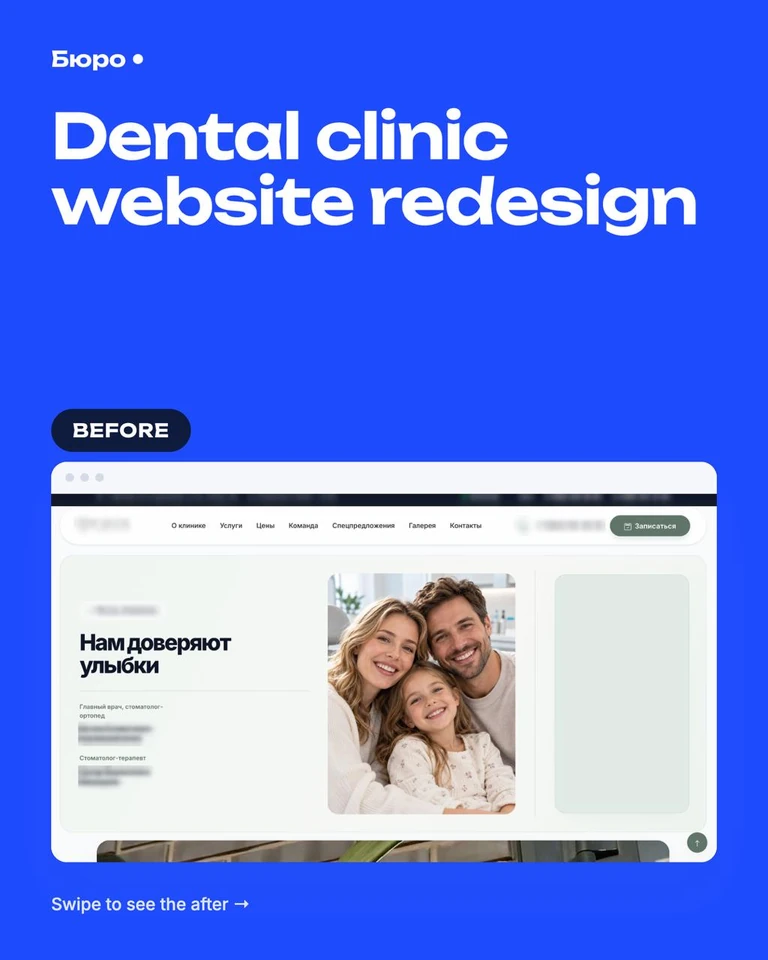 Бюро •
Dental clinic
website redesign
BEFORE
О клинике Услуги Цены Команда Спецпредложения Галерея Контакты Записаться
Нам доверяют
улыбки
Главный врач, стоматолог-
ортопед
Стоматолог-терапевт
↑
Swipe to see the after →